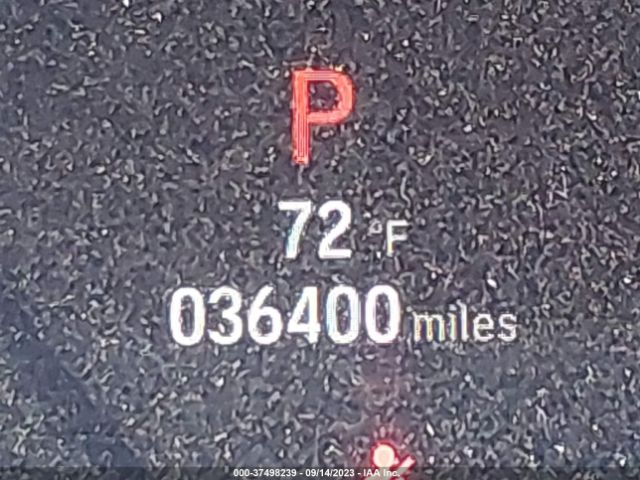 P
72 °F
036400 miles
000-37498239 - 09/14/2023 - IAA Inc.